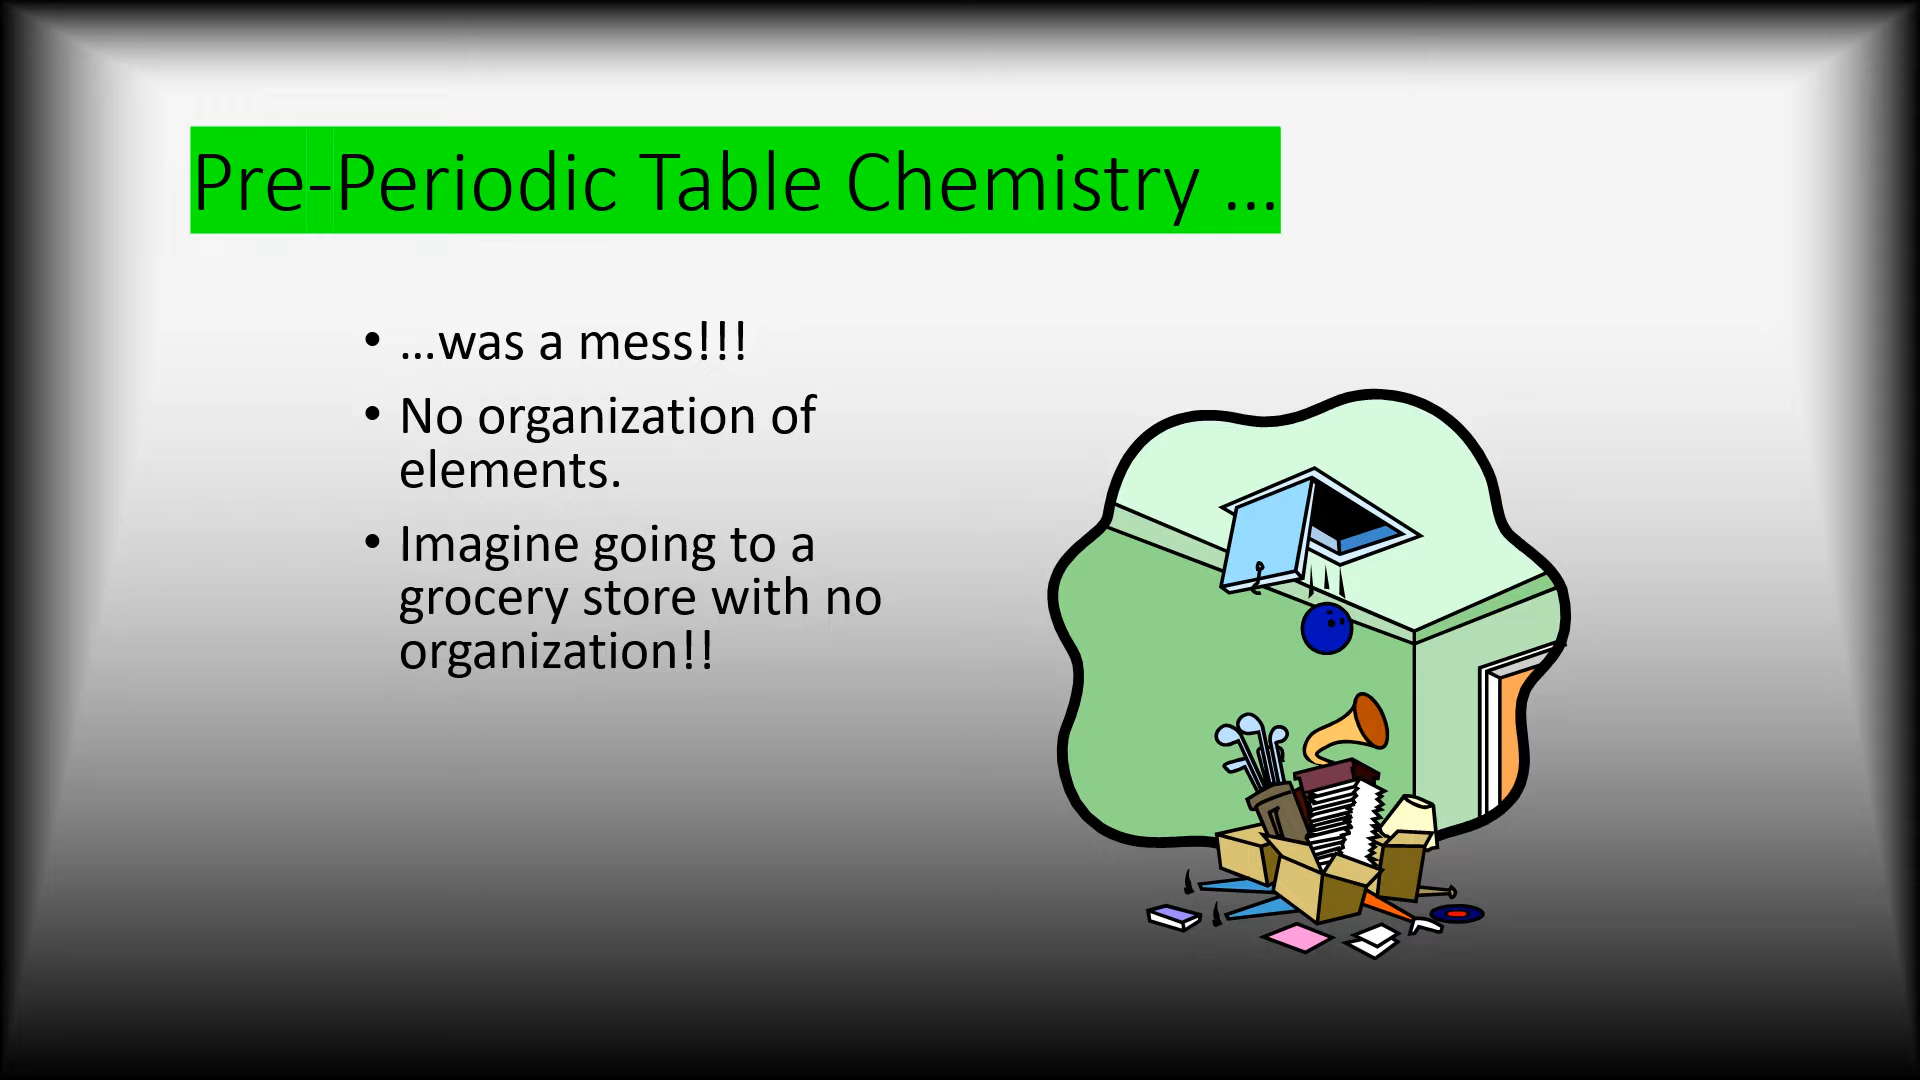 Pre-Periodic Table Chemistry …
• …was a mess!!!
• No organization of
elements.
• Imagine going to a
grocery store with no
organization!!